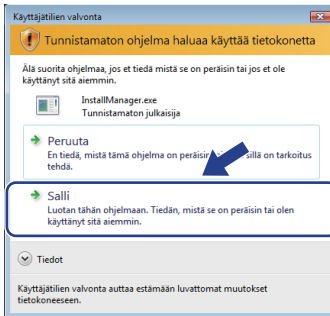 Käyttäjätilien valvonta
Tunnistamaton ohjelma haluaa käyttää tietokonetta
Älä suorita ohjelmaa, jos et tiedä mistä se on peräisin tai jos et ole
käyttänyt sitä aiemmin.
InstallManager.exe
Tunnistamaton julkaisija
Peruuta
En tiedä, mistä tämä ohjelma on peräisin sillä on tarkoitus
tehdä.
Salli
Luotan tähän ohjelmaan. Tiedän, mistä se on peräisin tai olen
käyttänyt sitä aiemmin.
Tiedot
Käyttäjätilien valvonta auttaa estämään luvattomat muutokset
tietokoneeseen.